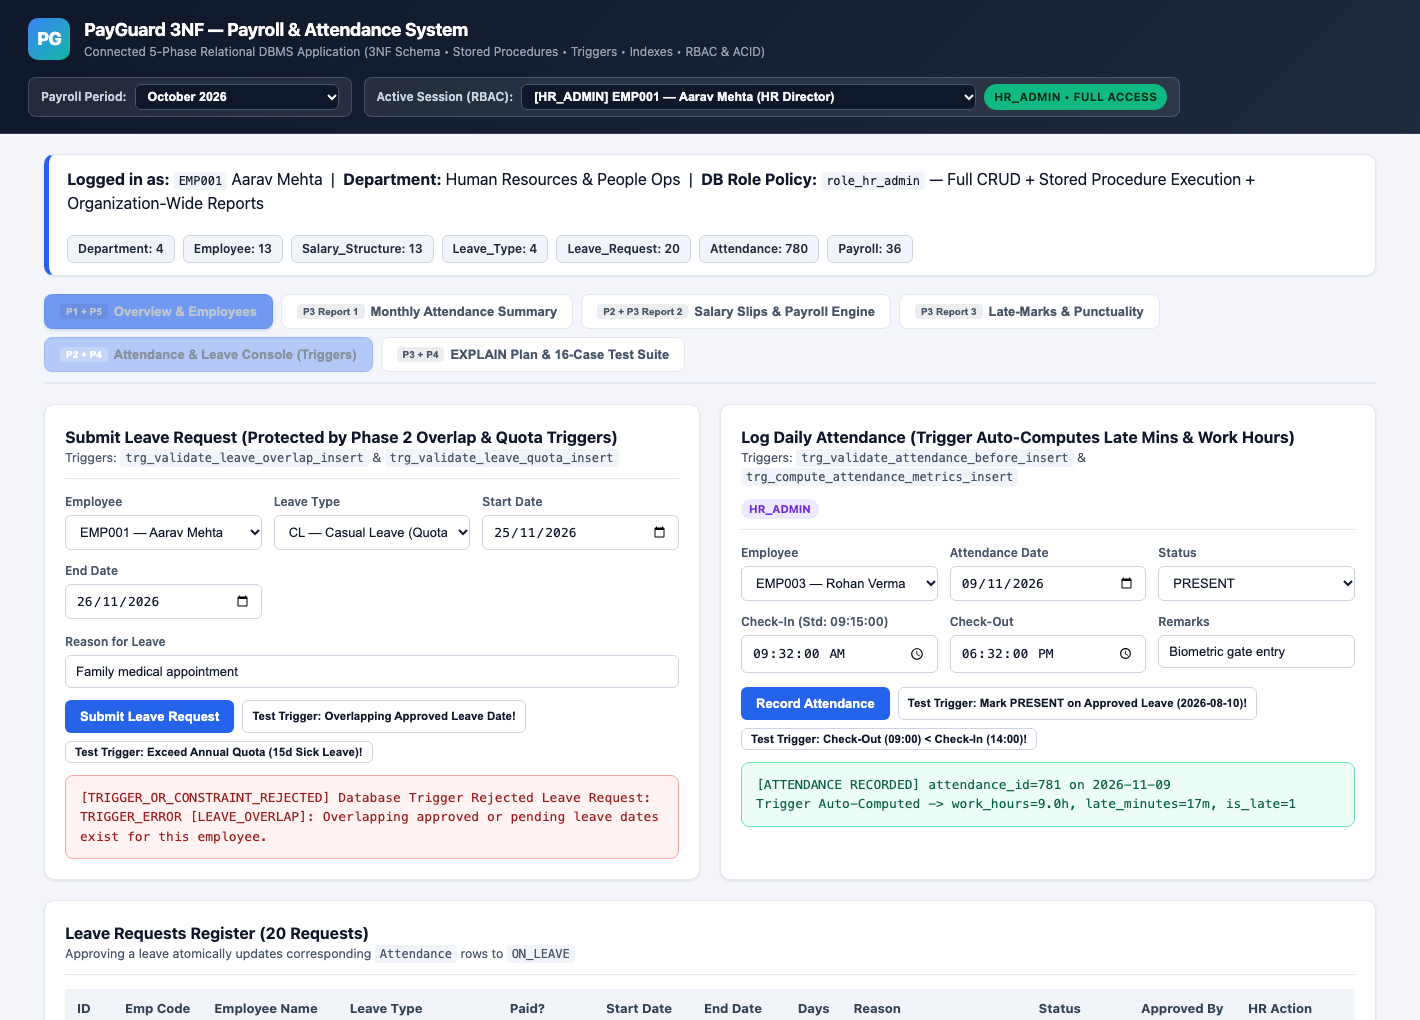 PG
PayGuard 3NF — Payroll & Attendance System
Connected 5-Phase Relational DBMS Application (3NF Schema • Stored Procedures • Triggers • Indexes • RBAC & ACID)
Payroll Period: October 2026
Active Session (RBAC): [HR_ADMIN] EMP001 — Aarav Mehta (HR Director) HR_ADMIN • FULL ACCESS
Logged in as: EMP001 Aarav Mehta | Department: Human Resources & People Ops | DB Role Policy: role_hr_admin — Full CRUD + Stored Procedure Execution +
Organization-Wide Reports
Department: 4 Employee: 13 Salary_Structure: 13 Leave_Type: 4 Leave_Request: 20 Attendance: 780 Payroll: 36
P1 + P5 Overview & Employees
P3 Report 1 Monthly Attendance Summary
P2 + P3 Report 2 Salary Slips & Payroll Engine
P3 Report 3 Late-Marks & Punctuality
P2 + P4 Attendance & Leave Console (Triggers)
P3 + P4 EXPLAIN Plan & 16-Case Test Suite
Submit Leave Request (Protected by Phase 2 Overlap & Quota Triggers)
Triggers: trg_validate_leave_overlap_insert & trg_validate_leave_quota_insert
Employee Leave Type Start Date
EMP001 — Aarav Mehta CL — Casual Leave (Quota 25/11/2026
End Date
26/11/2026
Reason for Leave
Family medical appointment
Submit Leave Request Test Trigger: Overlapping Approved Leave Date!
Test Trigger: Exceed Annual Quota (15d Sick Leave)!
[TRIGGER_OR_CONSTRAINT_REJECTED] Database Trigger Rejected Leave Request:
TRIGGER_ERROR [LEAVE_OVERLAP]: Overlapping approved or pending leave dates
exist for this employee.
Log Daily Attendance (Trigger Auto-Computes Late Mins & Work Hours)
Triggers: trg_validate_attendance_before_insert &
trg_compute_attendance_metrics_insert
HR_ADMIN
Employee Attendance Date Status
EMP003 — Rohan Verma 09/11/2026 PRESENT
Check-In (Std: 09:15:00) Check-Out Remarks
09:32:00 AM 06:32:00 PM Biometric gate entry
Record Attendance Test Trigger: Mark PRESENT on Approved Leave (2026-08-10)!
Test Trigger: Check-Out (09:00) < Check-In (14:00)!
[ATTENDANCE RECORDED] attendance_id=781 on 2026-11-09
Trigger Auto-Computed -> work_hours=9.0h, late_minutes=17m, is_late=1
Leave Requests Register (20 Requests)
Approving a leave atomically updates corresponding Attendance rows to ON_LEAVE
ID Emp Code Employee Name Leave Type Paid? Start Date End Date Days Reason Status Approved By HR Action